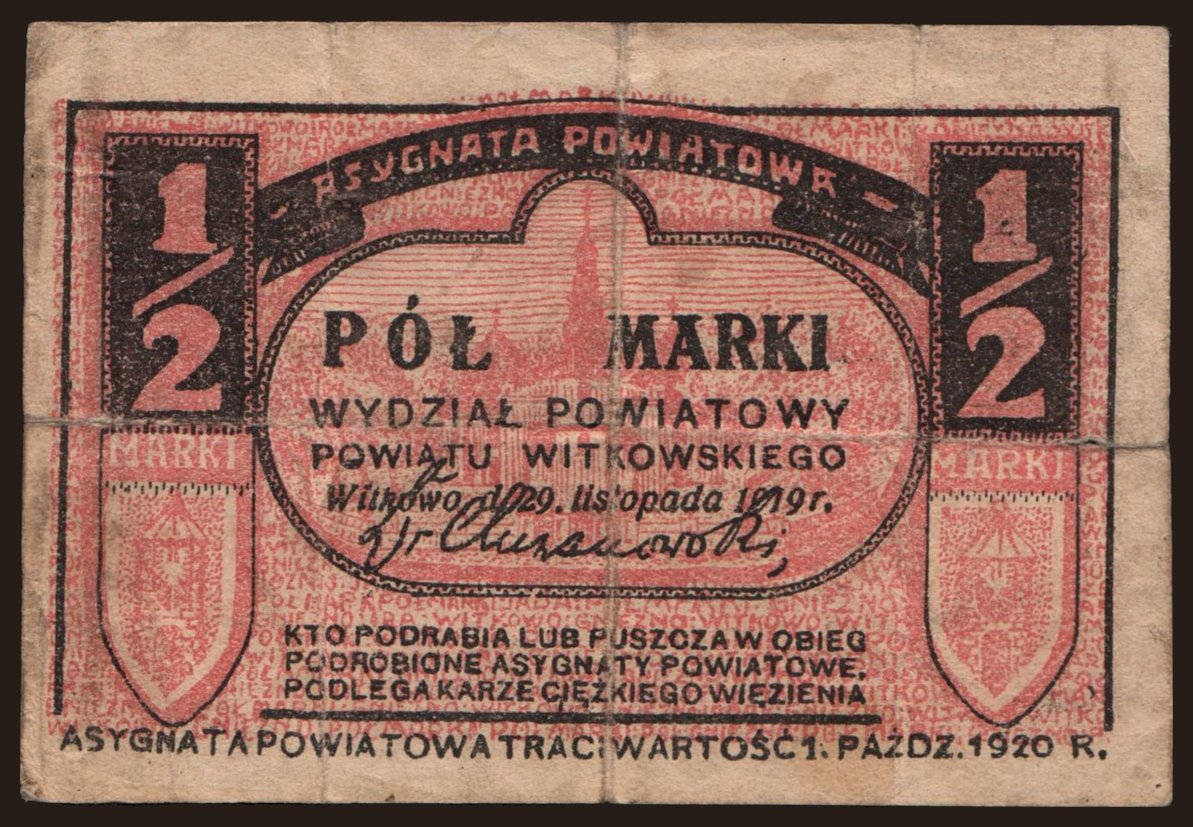 ASYGNATA POWIATOWA
1/2
1/2
PÓŁ MARKI
WYDZIAŁ POWIATOWY
POWIATU WITKOWSKIEGO
MARKI
MARKI
Witkowo d. 29. listopada 1919 r.
Dr
KTO PODRABIA LUB PUSZCZA W OBIEG
PODROBIONE ASYGNATY POWIATOWE,
PODLEGA KARZE CIĘŻKIEGO WIĘZIENIA
ASYGNATA POWIATOWA TRACI WARTOŚĆ 1. PAŹDZ. 1920 R.